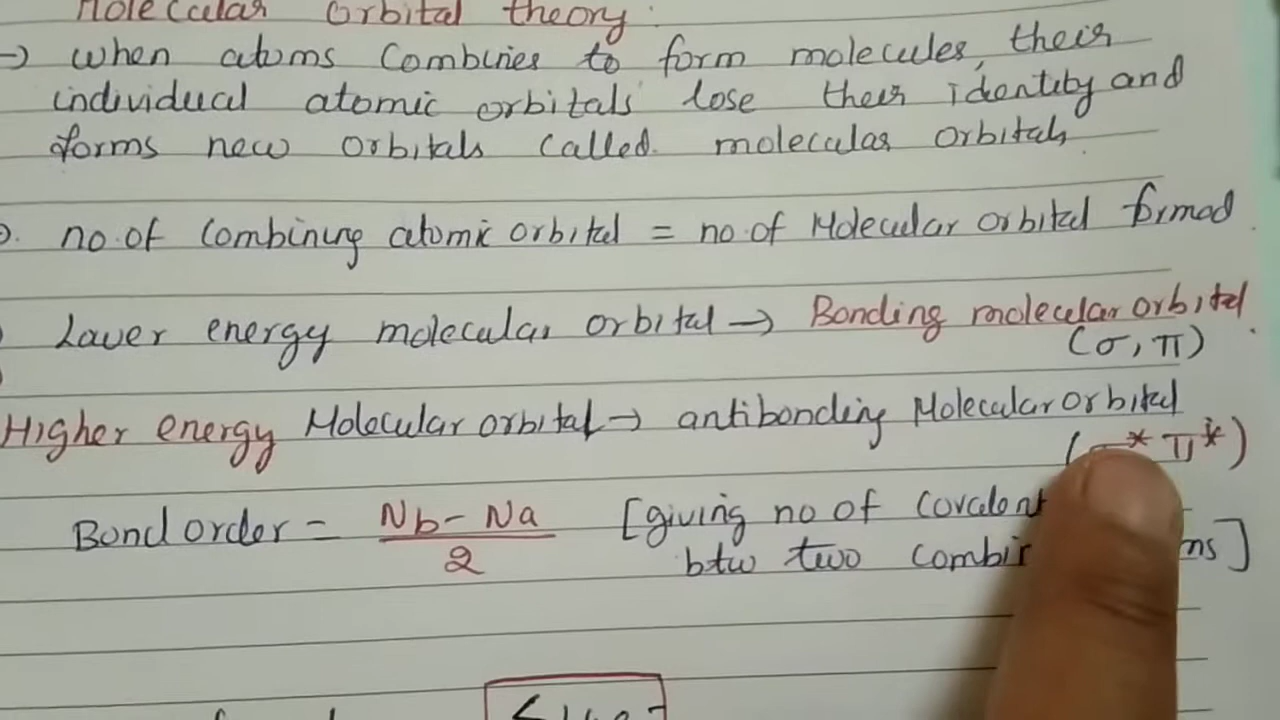 Molecular orbital theory :
→ when atoms Combines to form molecules, their
individual atomic orbitals lose their identity and
forms new orbitals called molecular orbitals
no. of Combining atomic orbital = no. of Molecular orbital formed.
Lower energy molecular orbital → Bonding molecular orbital.
(σ, π)
Higher energy Molecular orbital → antibonding Molecular orbital
(σ* π*)
Bond order = Nb - Na / 2 [giving no of covalent
btw two